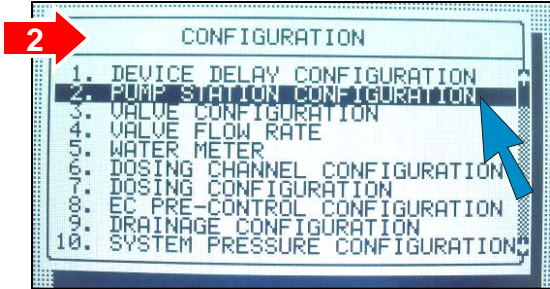 2
CONFIGURATION
1. DEVICE DELAY CONFIGURATION
2. PUMP STATION CONFIGURATION
3. VALVE CONFIGURATION
4. VALVE FLOW RATE
5. WATER METER
6. DOSING CHANNEL CONFIGURATION
7. DOSING CONFIGURATION
8. EC PRE-CONTROL CONFIGURATION
9. DRAINAGE CONFIGURATION
10. SYSTEM PRESSURE CONFIGURATION